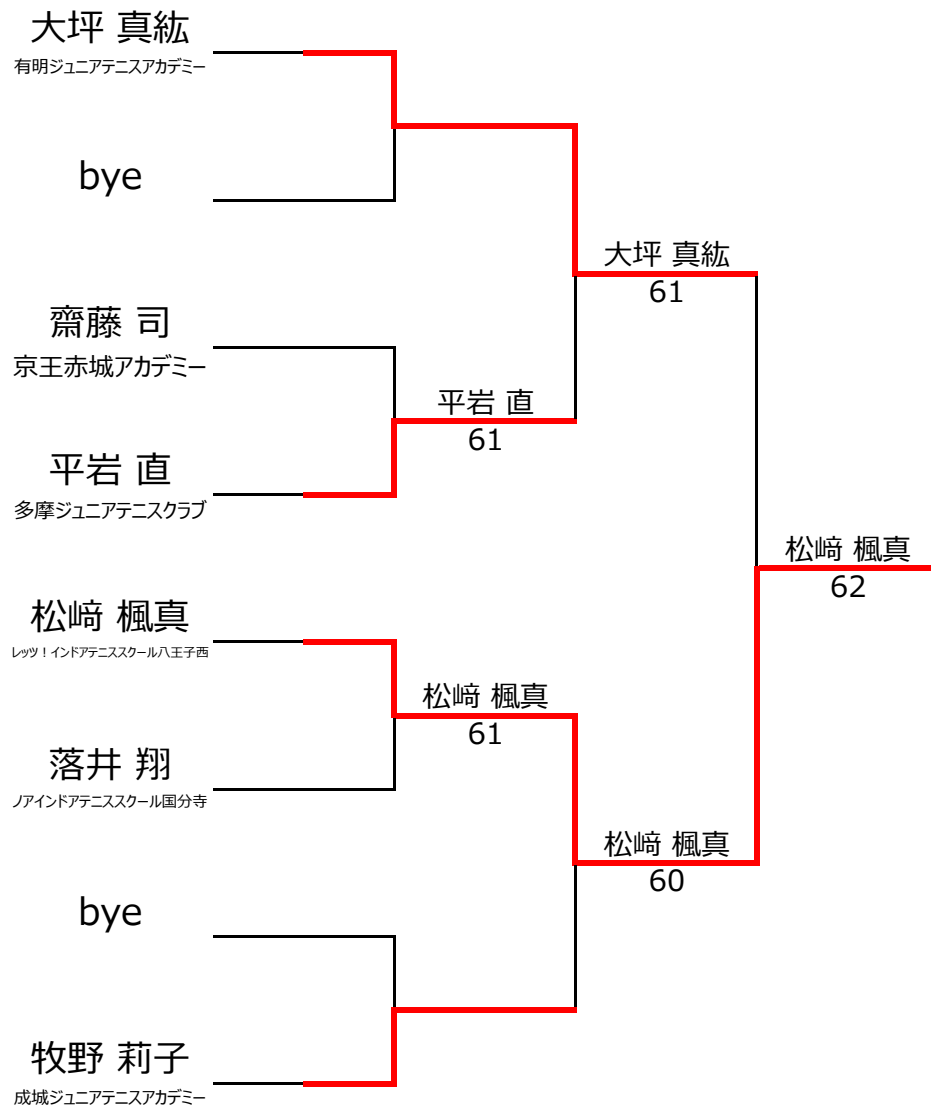 大坪 真紘
有明ジュニアテニスアカデミー
bye
大坪 真紘
61
齋藤 司
京王赤城アカデミー
平岩 直
61
平岩 直
多摩ジュニアテニスクラブ
松﨑 楓真
62
松﨑 楓真
レッツ！インドアテニススクール八王子西
松﨑 楓真
61
落井 翔
ノアインドアテニススクール国分寺
松﨑 楓真
60
bye
牧野 莉子
成城ジュニアテニスアカデミー